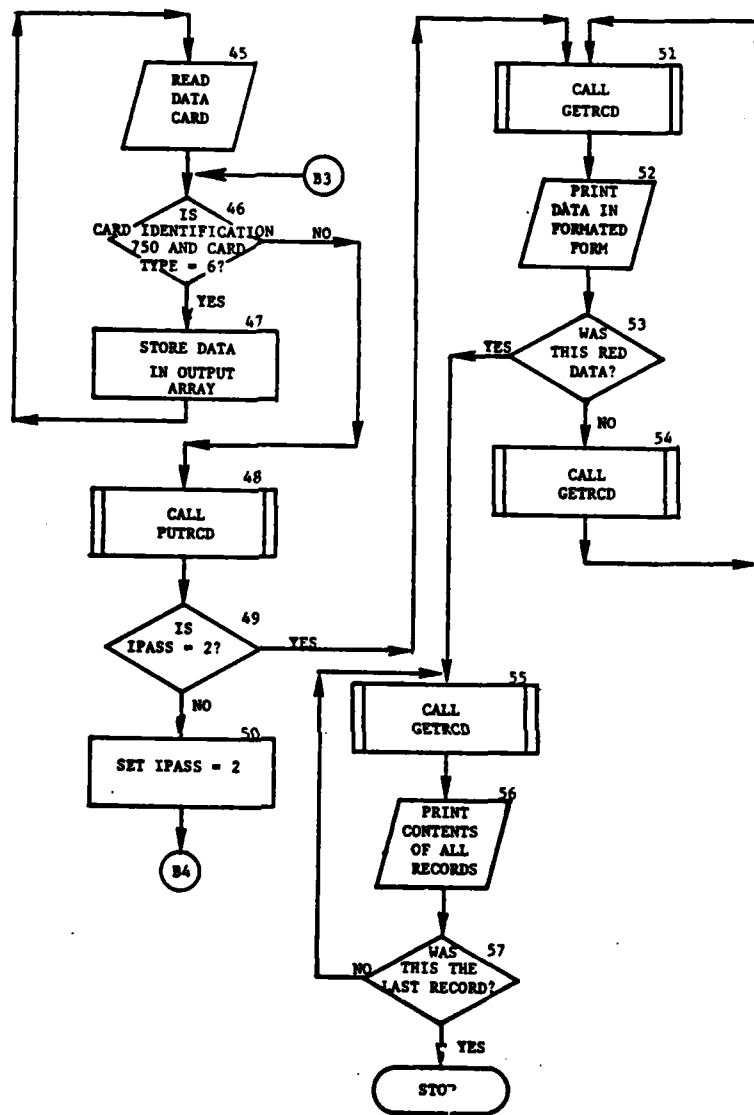 45
READ
DATA
CARD
B3
46
IS
CARD IDENTIFICATION
750 AND CARD
TYPE = 6?
NO
YES
47
STORE DATA
IN OUTPUT
ARRAY
48
CALL
PUTRCD
49
IS
IPASS = 2?
YES
NO
50
SET IPASS = 2
B4
51
CALL
GETRCD
52
PRINT
DATA IN
FORMATED
FORM
53
WAS
THIS RED
DATA?
YES
NO
54
CALL
GETRCD
55
CALL
GETRCD
56
PRINT
CONTENTS
OF ALL
RECORDS
57
WAS
THIS THE
LAST RECORD?
NO
YES